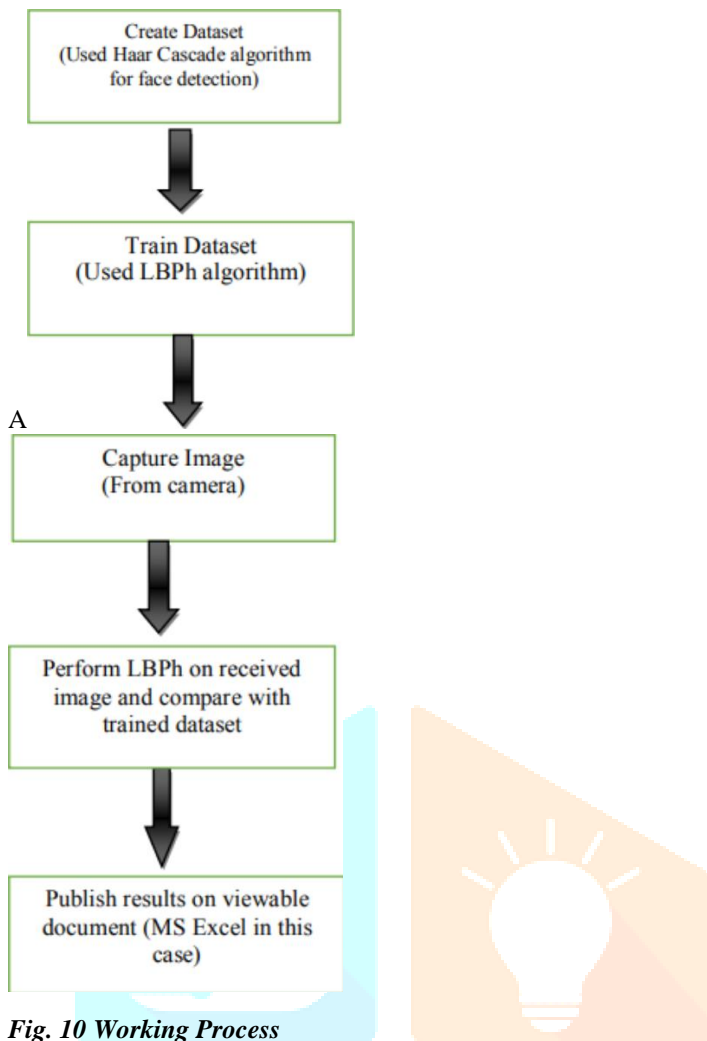 Create Dataset
(Used Haar Cascade algorithm
for face detection)
Train Dataset
(Used LBPh algorithm)
A
Capture Image
(From camera)
Perform LBPh on received
image and compare with
trained dataset
Publish results on viewable
document (MS Excel in this
case)
Fig. 10 Working Process